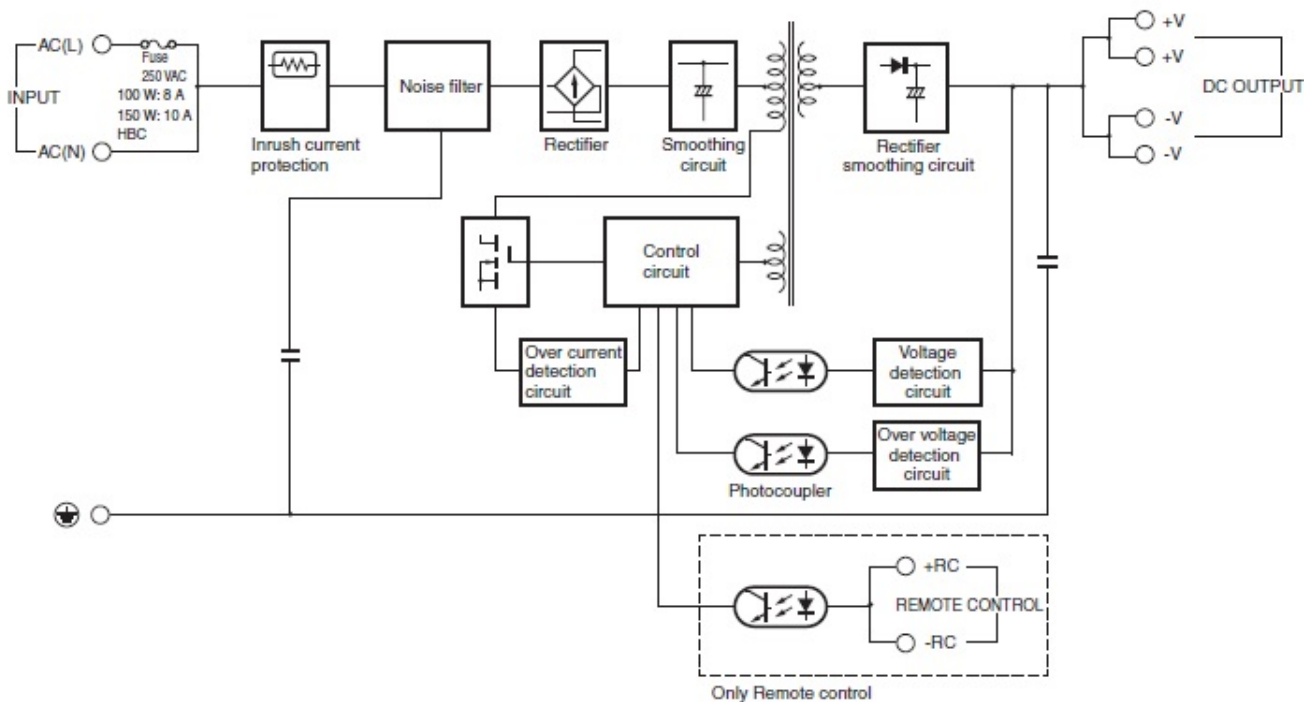 AC(L)
Fuse
250 VAC
100 W: 8 A
150 W: 10 A
HBC
INPUT
AC(N)
Inrush current
protection
Noise filter
Rectifier
Smoothing
circuit
Rectifier
smoothing circuit
+V
+V
DC OUTPUT
-V
-V
Control
circuit
Over current
detection
circuit
Voltage
detection
circuit
Over voltage
detection
circuit
Photocoupler
+RC
REMOTE CONTROL
-RC
Only Remote control